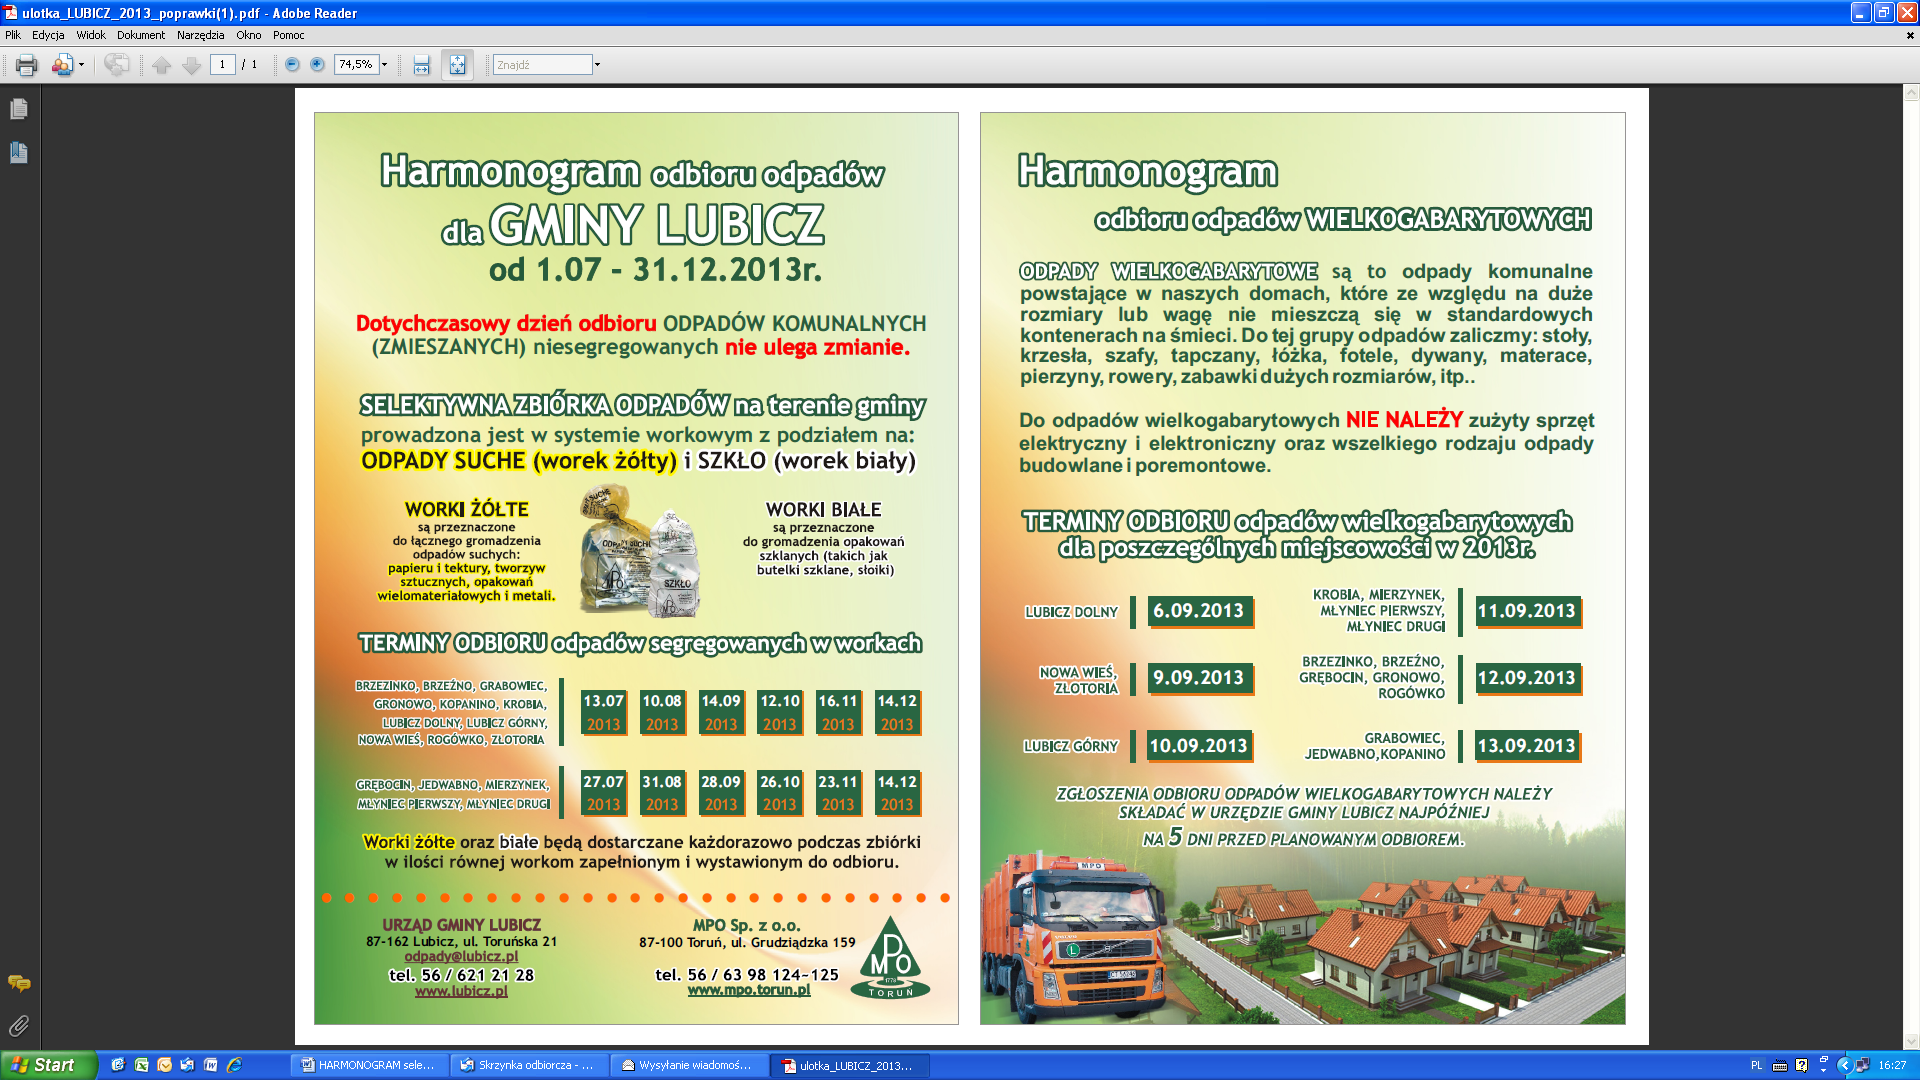 ulotka_LUBICZ_2013_poprawki(1).pdf - Adobe Reader
Plik Edycja Widok Dokument Narzędzia Okno Pomoc
1 / 1 74,5% Znajdź
Harmonogram odbioru odpadów
dla GMINY LUBICZ
od 1.07 - 31.12.2013r.
Dotychczasowy dzień odbioru ODPADÓW KOMUNALNYCH
(ZMIESZANYCH) niesegregowanych nie ulega zmianie.
SELEKTYWNA ZBIÓRKA ODPADÓW na terenie gminy
prowadzona jest w systemie workowym z podziałem na:
ODPADY SUCHE (worek żółty) i SZKŁO (worek biały)
WORKI ŻÓŁTE
są przeznaczone
do łącznego gromadzenia
odpadów suchych:
papieru i tektury, tworzyw
sztucznych, opakowań
wielomateriałowych i metali.
SUCHE
ODPADY SUCHE
MPO
SZKŁO
WORKI BIAŁE
są przeznaczone
do gromadzenia opakowań
szklanych (takich jak
butelki szklane, słoiki)
TERMINY ODBIORU odpadów segregowanych w workach
BRZEZINKO, BRZEŹNO, GRABOWIEC,
GRONOWO, KOPANINO, KROBIA,
LUBICZ DOLNY, LUBICZ GÓRNY,
NOWA WIEŚ, ROGÓWKO, ZŁOTORIA
13.07 10.08 14.09 12.10 16.11 14.12
2013 2013 2013 2013 2013 2013
GRĘBOCIN, JEDWABNO, MIERZYNEK,
MŁYNIEC PIERWSZY, MŁYNIEC DRUGI
27.07 31.08 28.09 26.10 23.11 14.12
2013 2013 2013 2013 2013 2013
Worki żółte oraz białe będą dostarczane każdorazowo podczas zbiórki
w ilości równej workom zapełnionym i wystawionym do odbioru.
URZĄD GMINY LUBICZ
87-162 Lubicz, ul. Toruńska 21
odpady@lubicz.pl
tel. 56 / 621 21 28
www.lubicz.pl
MPO Sp. z o.o.
87-100 Toruń, ul. Grudziądzka 159
tel. 56 / 63 98 124~125
www.mpo.torun.pl
MPO
1778
TORUŃ
Harmonogram
odbioru odpadów WIELKOGABARYTOWYCH
ODPADY WIELKOGABARYTOWE są to odpady komunalne
powstające w naszych domach, które ze względu na duże
rozmiary lub wagę nie mieszczą się w standardowych
kontenerach na śmieci. Do tej grupy odpadów zaliczmy: stoły,
krzesła, szafy, tapczany, łóżka, fotele, dywany, materace,
pierzyny, rowery, zabawki dużych rozmiarów, itp..
Do odpadów wielkogabarytowych NIE NALEŻY zużyty sprzęt
elektryczny i elektroniczny oraz wszelkiego rodzaju odpady
budowlane i poremontowe.
TERMINY ODBIORU odpadów wielkogabarytowych
dla poszczególnych miejscowości w 2013r.
LUBICZ DOLNY 6.09.2013
KROBIA, MIERZYNEK,
MŁYNIEC PIERWSZY,
MŁYNIEC DRUGI
11.09.2013
NOWA WIEŚ,
ZŁOTORIA
9.09.2013
BRZEZINKO, BRZEŹNO,
GRĘBOCIN, GRONOWO,
ROGÓWKO
12.09.2013
LUBICZ GÓRNY 10.09.2013
GRABOWIEC,
JEDWABNO,KOPANINO
13.09.2013
ZGŁOSZENIA ODBIORU ODPADÓW WIELKOGABARYTOWYCH NALEŻY
SKŁADAĆ W URZĘDZIE GMINY LUBICZ NAJPÓŹNIEJ
NA 5 DNI PRZED PLANOWANYM ODBIOREM.
MPO
VOLVO
L
Start HARMONOGRAM sele... Skrzynka odbiorcza - ... Wysyłanie wiadomoś... ulotka_LUBICZ_2013... PL 16:27